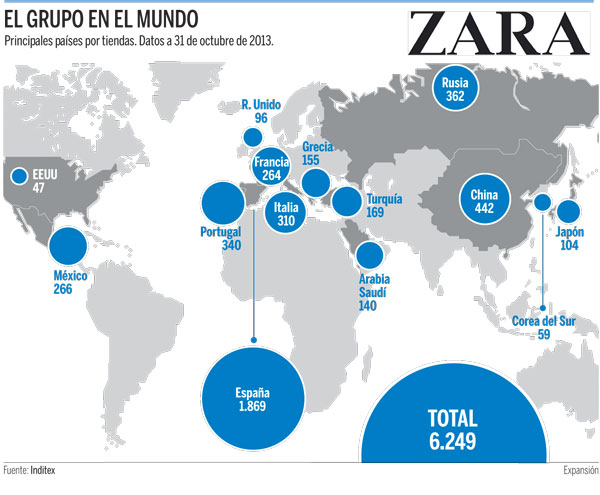 EL GRUPO EN EL MUNDO
Principales países por tiendas. Datos a 31 de octubre de 2013.
ZARA
Rusia
362
R. Unido
96
Grecia
155
Francia
264
EEUU
47
China
442
Turquía
169
Italia
310
Portugal
340
Japón
104
México
266
Arabia
Saudí
140
Corea del Sur
59
España
1.869
TOTAL
6.249
Fuente: Inditex
Expansión